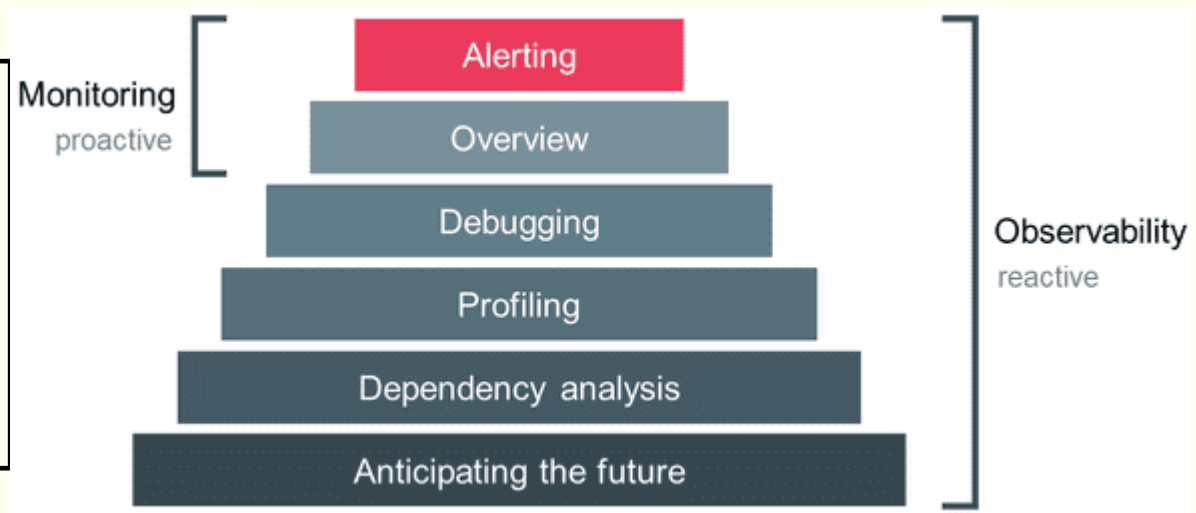 Alerting
Monitoring
proactive
Overview
Debugging
Observability
reactive
Profiling
Dependency analysis
Anticipating the future